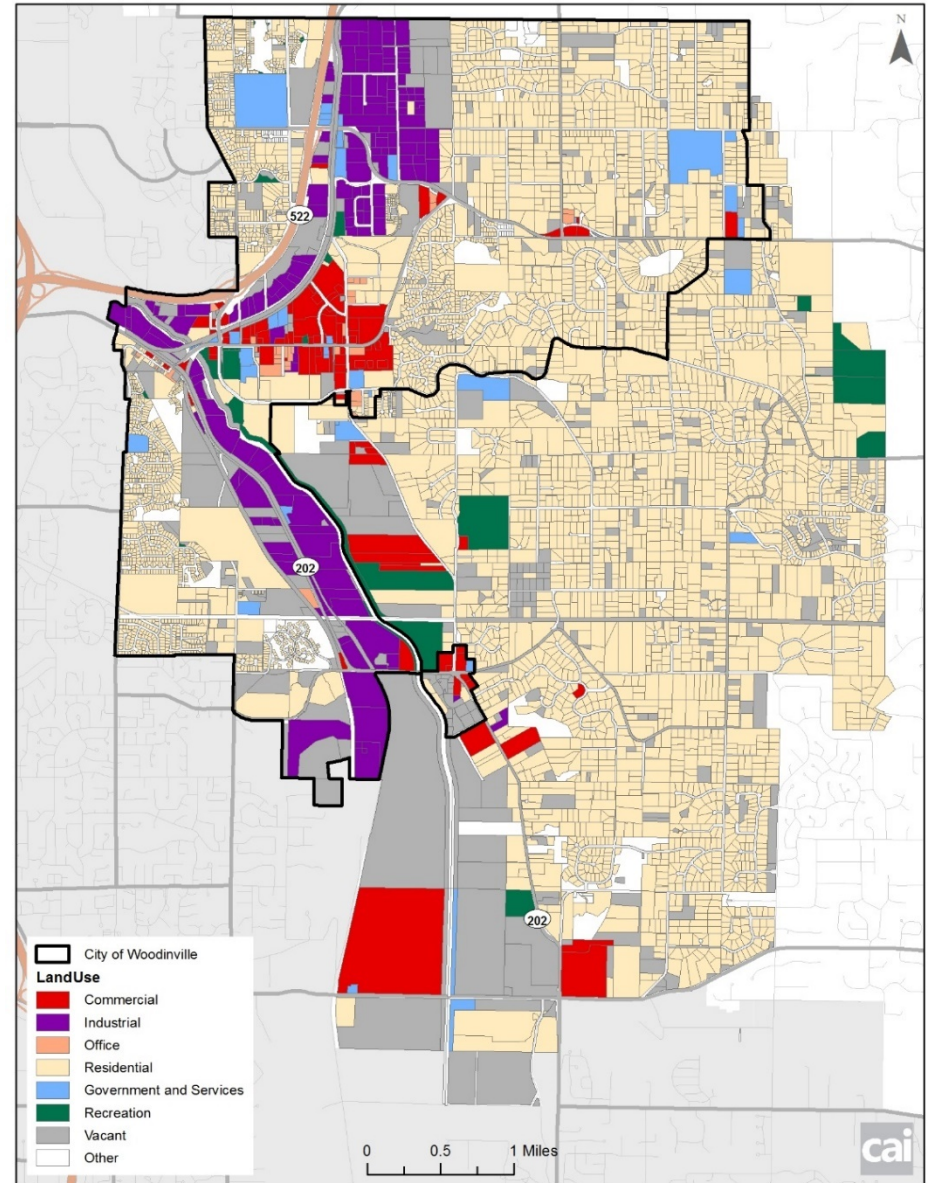 N
522
202
202
City of Woodinville
LandUse
Commercial
Industrial
Office
Residential
Government and Services
Recreation
Vacant
Other
0 0.5 1 Miles
cai